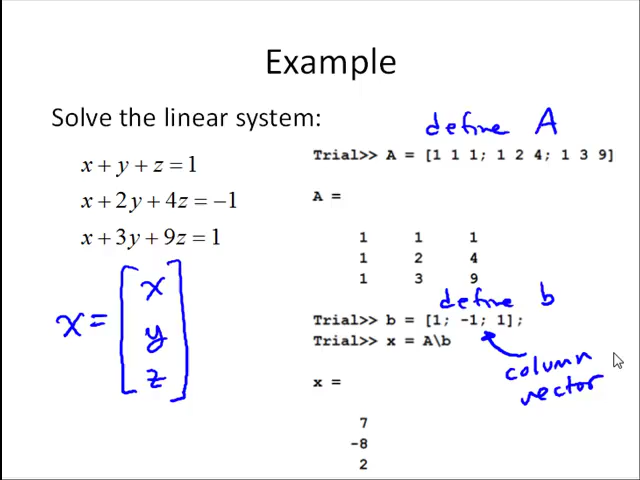 Example
Solve the linear system:
x + y + z = 1
x + 2y + 4z = −1
x + 3y + 9z = 1
x = [x
y
z]
define A
Trial>> A = [1 1 1; 1 2 4; 1 3 9]
A =
1 1 1
1 2 4
1 3 9
define b
Trial>> b = [1; -1; 1];
Trial>> x = A\b
column
vector
x =
7
-8
2